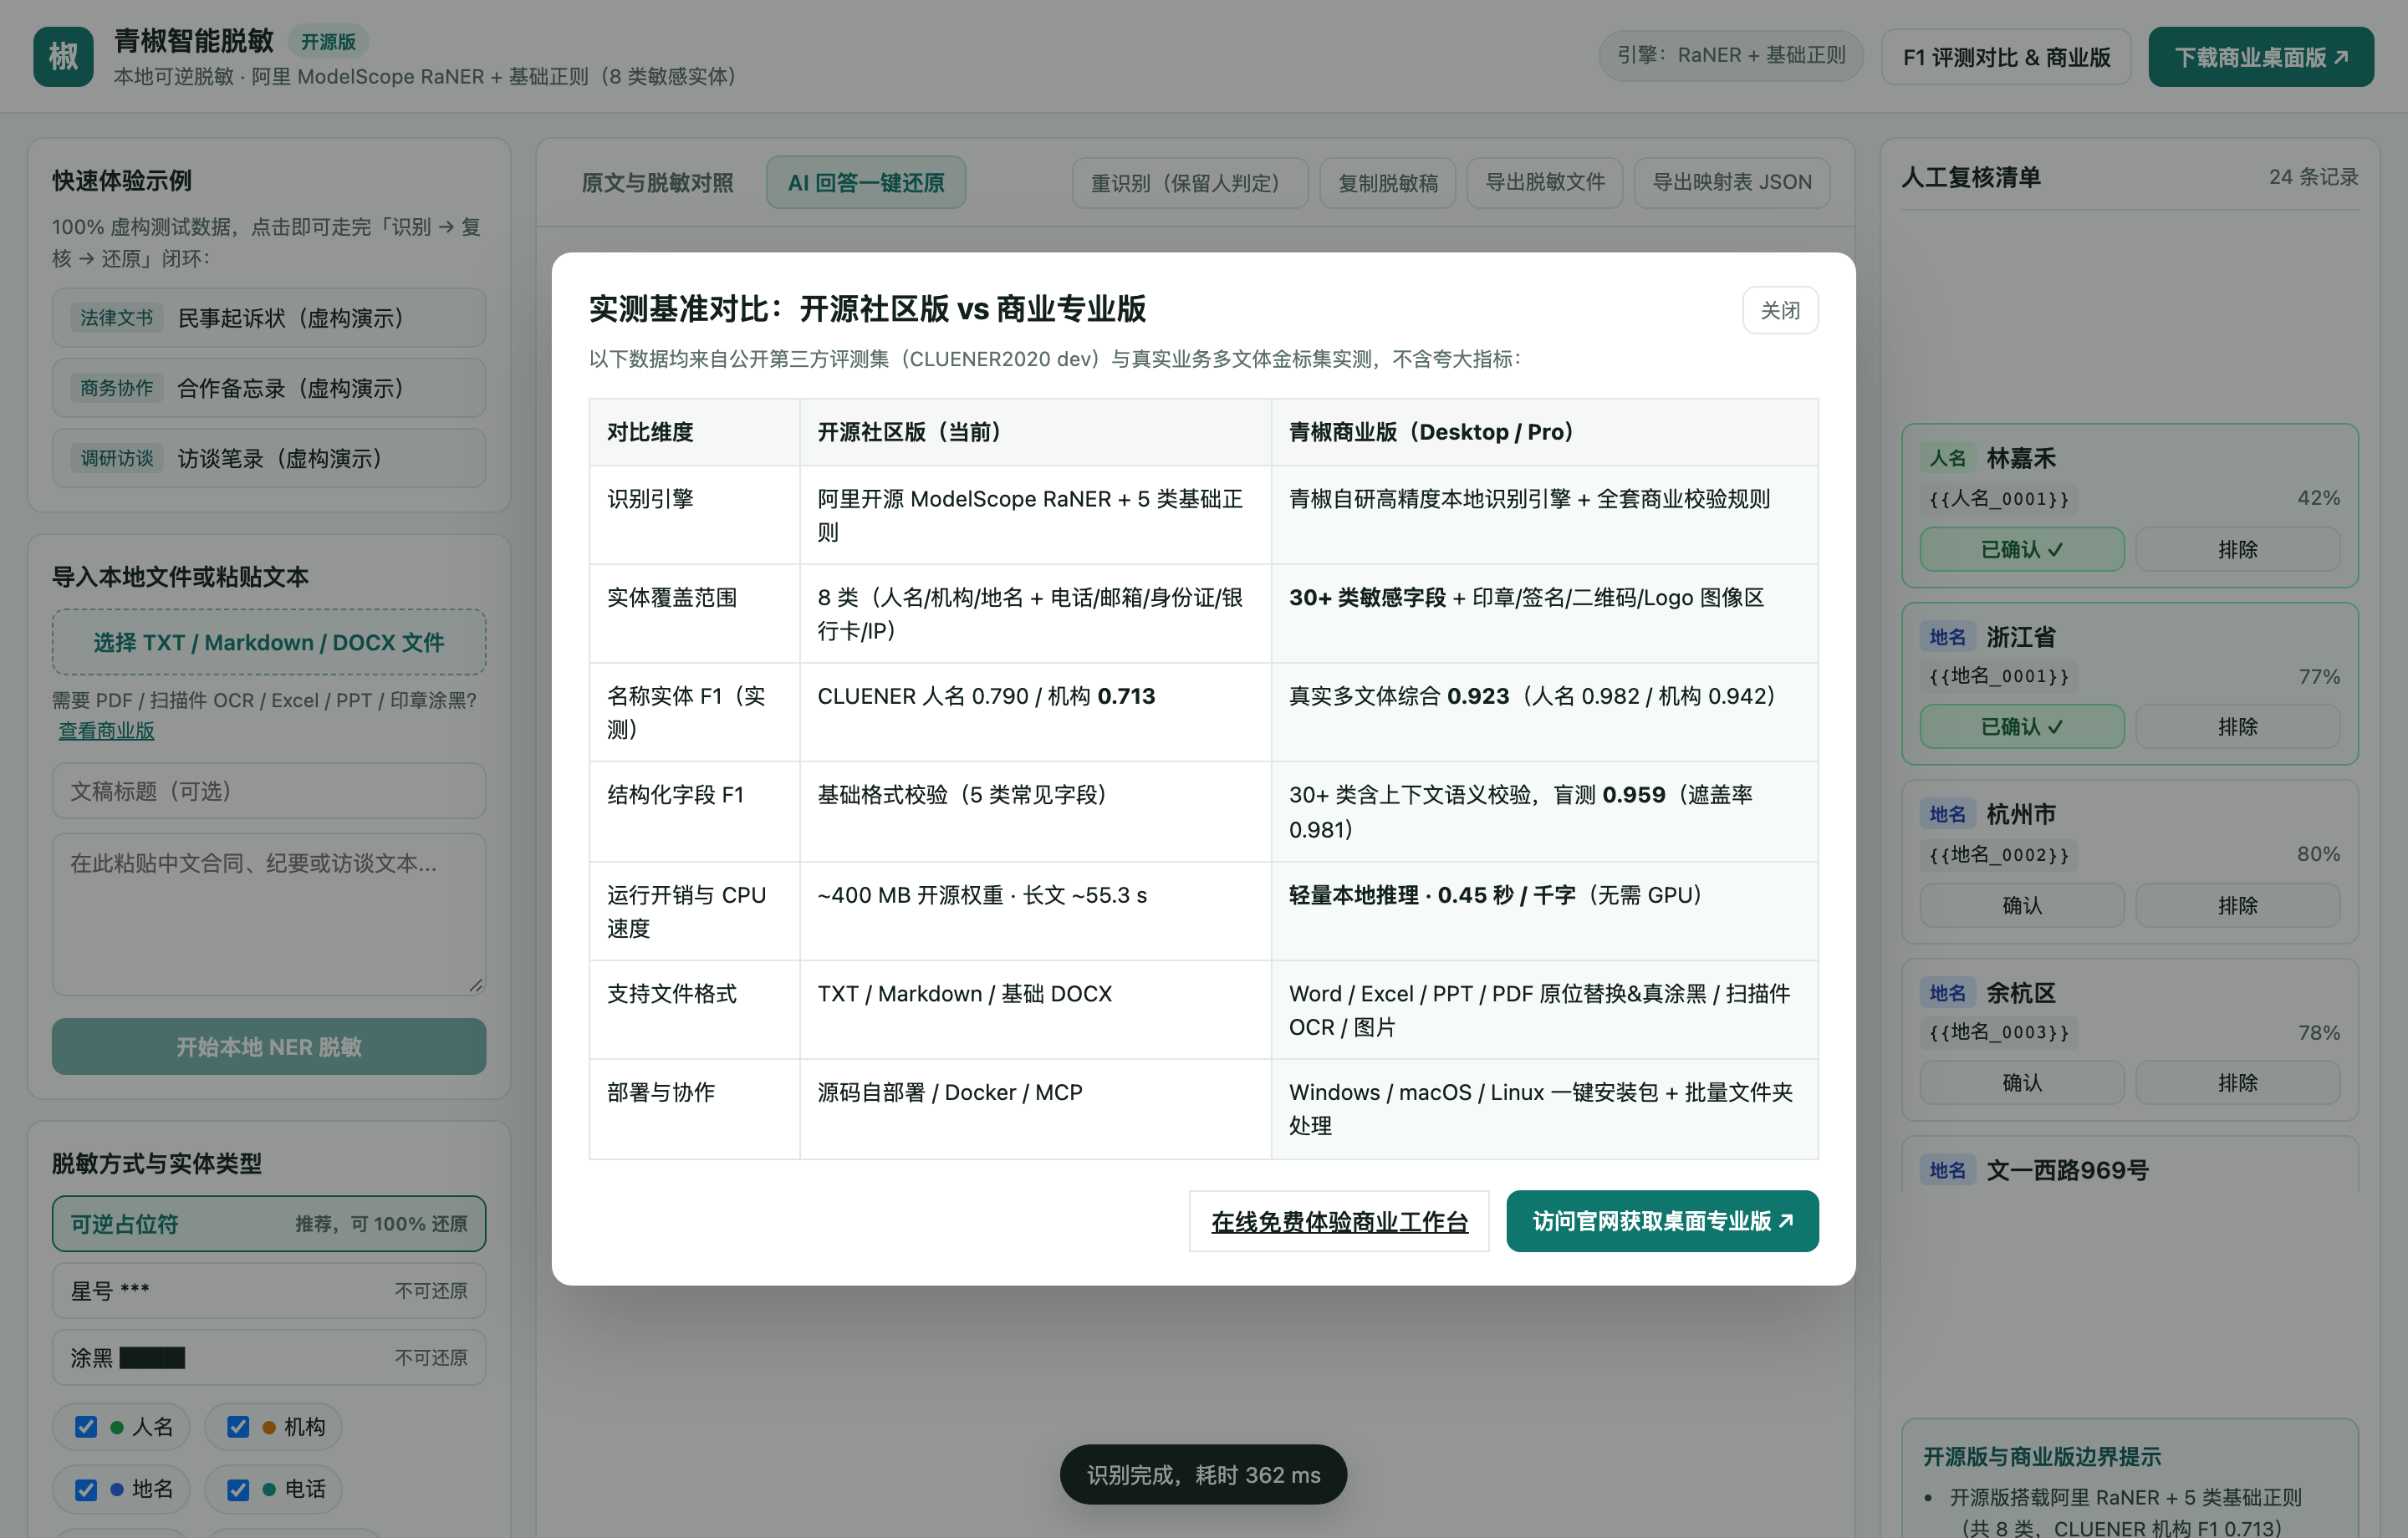 椒
青椒智能脱敏 开源版
本地可逆脱敏 · 阿里 ModelScope RaNER + 基础正则（8 类敏感实体）
引擎：RaNER + 基础正则
F1 评测对比 & 商业版
下载商业桌面版 ↗
快速体验示例
100% 虚构测试数据，点击即可走完「识别 → 复
核 → 还原」闭环：
法律文书 民事起诉状（虚构演示）
商务协作 合作备忘录（虚构演示）
调研访谈 访谈笔录（虚构演示）
导入本地文件或粘贴文本
选择 TXT / Markdown / DOCX 文件
需要 PDF / 扫描件 OCR / Excel / PPT / 印章涂黑？
查看商业版
文稿标题（可选）
在此粘贴中文合同、纪要或访谈文本...
开始本地 NER 脱敏
脱敏方式与实体类型
可逆占位符 推荐，可 100% 还原
星号 *** 不可还原
涂黑 █████ 不可还原
人名 机构
地名 电话
原文与脱敏对照
AI 回答一键还原
重识别（保留人判定）
复制脱敏稿
导出脱敏文件
导出映射表 JSON
实测基准对比：开源社区版 vs 商业专业版
关闭
以下数据均来自公开第三方评测集（CLUENER2020 dev）与真实业务多文体金标集实测，不含夸大指标：
对比维度 开源社区版（当前） 青椒商业版（Desktop / Pro）
识别引擎
阿里开源 ModelScope RaNER + 5 类基础正
则
青椒自研高精度本地识别引擎 + 全套商业校验规则
实体覆盖范围
8 类（人名/机构/地名 + 电话/邮箱/身份证/银
行卡/IP）
30+ 类敏感字段 + 印章/签名/二维码/Logo 图像区
名称实体 F1（实
测）
CLUENER 人名 0.790 / 机构 0.713
真实多文体综合 0.923（人名 0.982 / 机构 0.942）
结构化字段 F1
基础格式校验（5 类常见字段）
30+ 类含上下文语义校验，盲测 0.959（遮盖率
0.981）
运行开销与 CPU
速度
~400 MB 开源权重 · 长文 ~55.3 s
轻量本地推理 · 0.45 秒 / 千字（无需 GPU）
支持文件格式
TXT / Markdown / 基础 DOCX
Word / Excel / PPT / PDF 原位替换&真涂黑 / 扫描件
OCR / 图片
部署与协作
源码自部署 / Docker / MCP
Windows / macOS / Linux 一键安装包 + 批量文件夹
处理
在线免费体验商业工作台
访问官网获取桌面专业版 ↗
识别完成，耗时 362 ms
人工复核清单 24 条记录
人名 林嘉禾
{{人名_0001}} 42%
已确认 ✓ 排除
地名 浙江省
{{地名_0001}} 77%
已确认 ✓ 排除
地名 杭州市
{{地名_0002}} 80%
确认 排除
地名 余杭区
{{地名_0003}} 78%
确认 排除
地名 文一西路969号
开源版与商业版边界提示
• 开源版搭载阿里 RaNER + 5 类基础正则
（共 8 类，CLUENER 机构 F1 0.713）